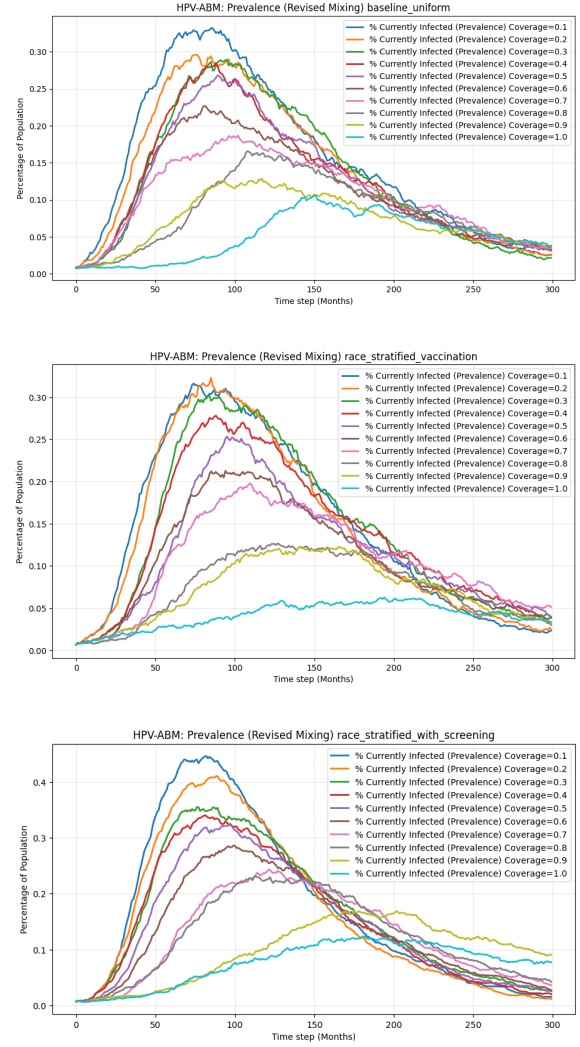 HPV-ABM: Prevalence (Revised Mixing) baseline_uniform
% Currently Infected (Prevalence) Coverage=0.1
% Currently Infected (Prevalence) Coverage=0.2
% Currently Infected (Prevalence) Coverage=0.3
% Currently Infected (Prevalence) Coverage=0.4
% Currently Infected (Prevalence) Coverage=0.5
% Currently Infected (Prevalence) Coverage=0.6
% Currently Infected (Prevalence) Coverage=0.7
% Currently Infected (Prevalence) Coverage=0.8
% Currently Infected (Prevalence) Coverage=0.9
% Currently Infected (Prevalence) Coverage=1.0
Percentage of Population
0.30
0.25
0.20
0.15
0.10
0.05
0.00
0 50 100 150 200 250 300
Time step (Months)
HPV-ABM: Prevalence (Revised Mixing) race_stratified_vaccination
% Currently Infected (Prevalence) Coverage=0.1
% Currently Infected (Prevalence) Coverage=0.2
% Currently Infected (Prevalence) Coverage=0.3
% Currently Infected (Prevalence) Coverage=0.4
% Currently Infected (Prevalence) Coverage=0.5
% Currently Infected (Prevalence) Coverage=0.6
% Currently Infected (Prevalence) Coverage=0.7
% Currently Infected (Prevalence) Coverage=0.8
% Currently Infected (Prevalence) Coverage=0.9
% Currently Infected (Prevalence) Coverage=1.0
Percentage of Population
0.30
0.25
0.20
0.15
0.10
0.05
0.00
0 50 100 150 200 250 300
Time step (Months)
HPV-ABM: Prevalence (Revised Mixing) race_stratified_with_screening
% Currently Infected (Prevalence) Coverage=0.1
% Currently Infected (Prevalence) Coverage=0.2
% Currently Infected (Prevalence) Coverage=0.3
% Currently Infected (Prevalence) Coverage=0.4
% Currently Infected (Prevalence) Coverage=0.5
% Currently Infected (Prevalence) Coverage=0.6
% Currently Infected (Prevalence) Coverage=0.7
% Currently Infected (Prevalence) Coverage=0.8
% Currently Infected (Prevalence) Coverage=0.9
% Currently Infected (Prevalence) Coverage=1.0
Percentage of Population
0.4
0.3
0.2
0.1
0.0
0 50 100 150 200 250 300
Time step (Months)